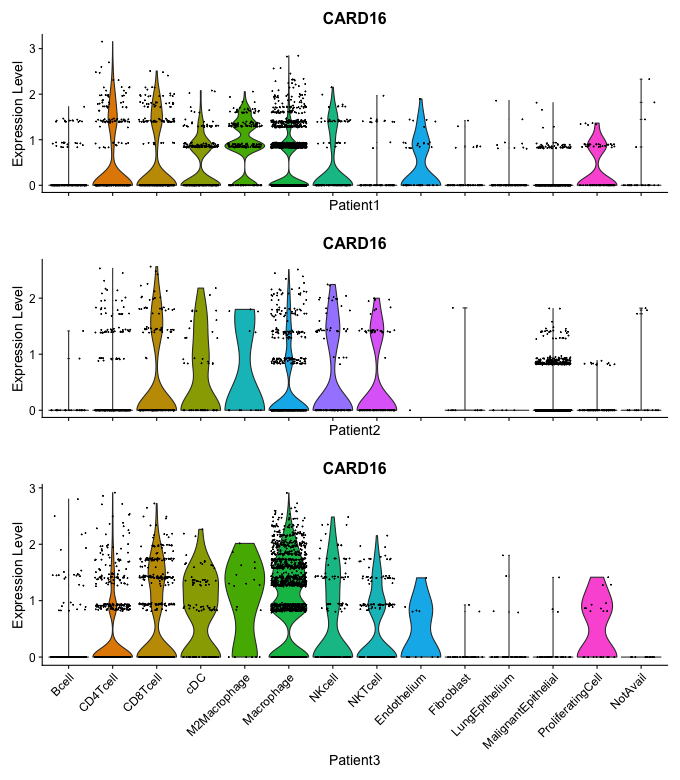 CARD16
Expression Level
3
2
1
0
Patient1
CARD16
Expression Level
2
1
0
Patient2
CARD16
Expression Level
3
2
1
0
Bcell
CD4Tcell
CD8Tcell
cDC
M2Macrophage
Macrophage
NKcell
NKTcell
Endothelium
Fibroblast
LungEpithelium
MalignantEpithelial
ProliferatingCell
NotAvail
Patient3